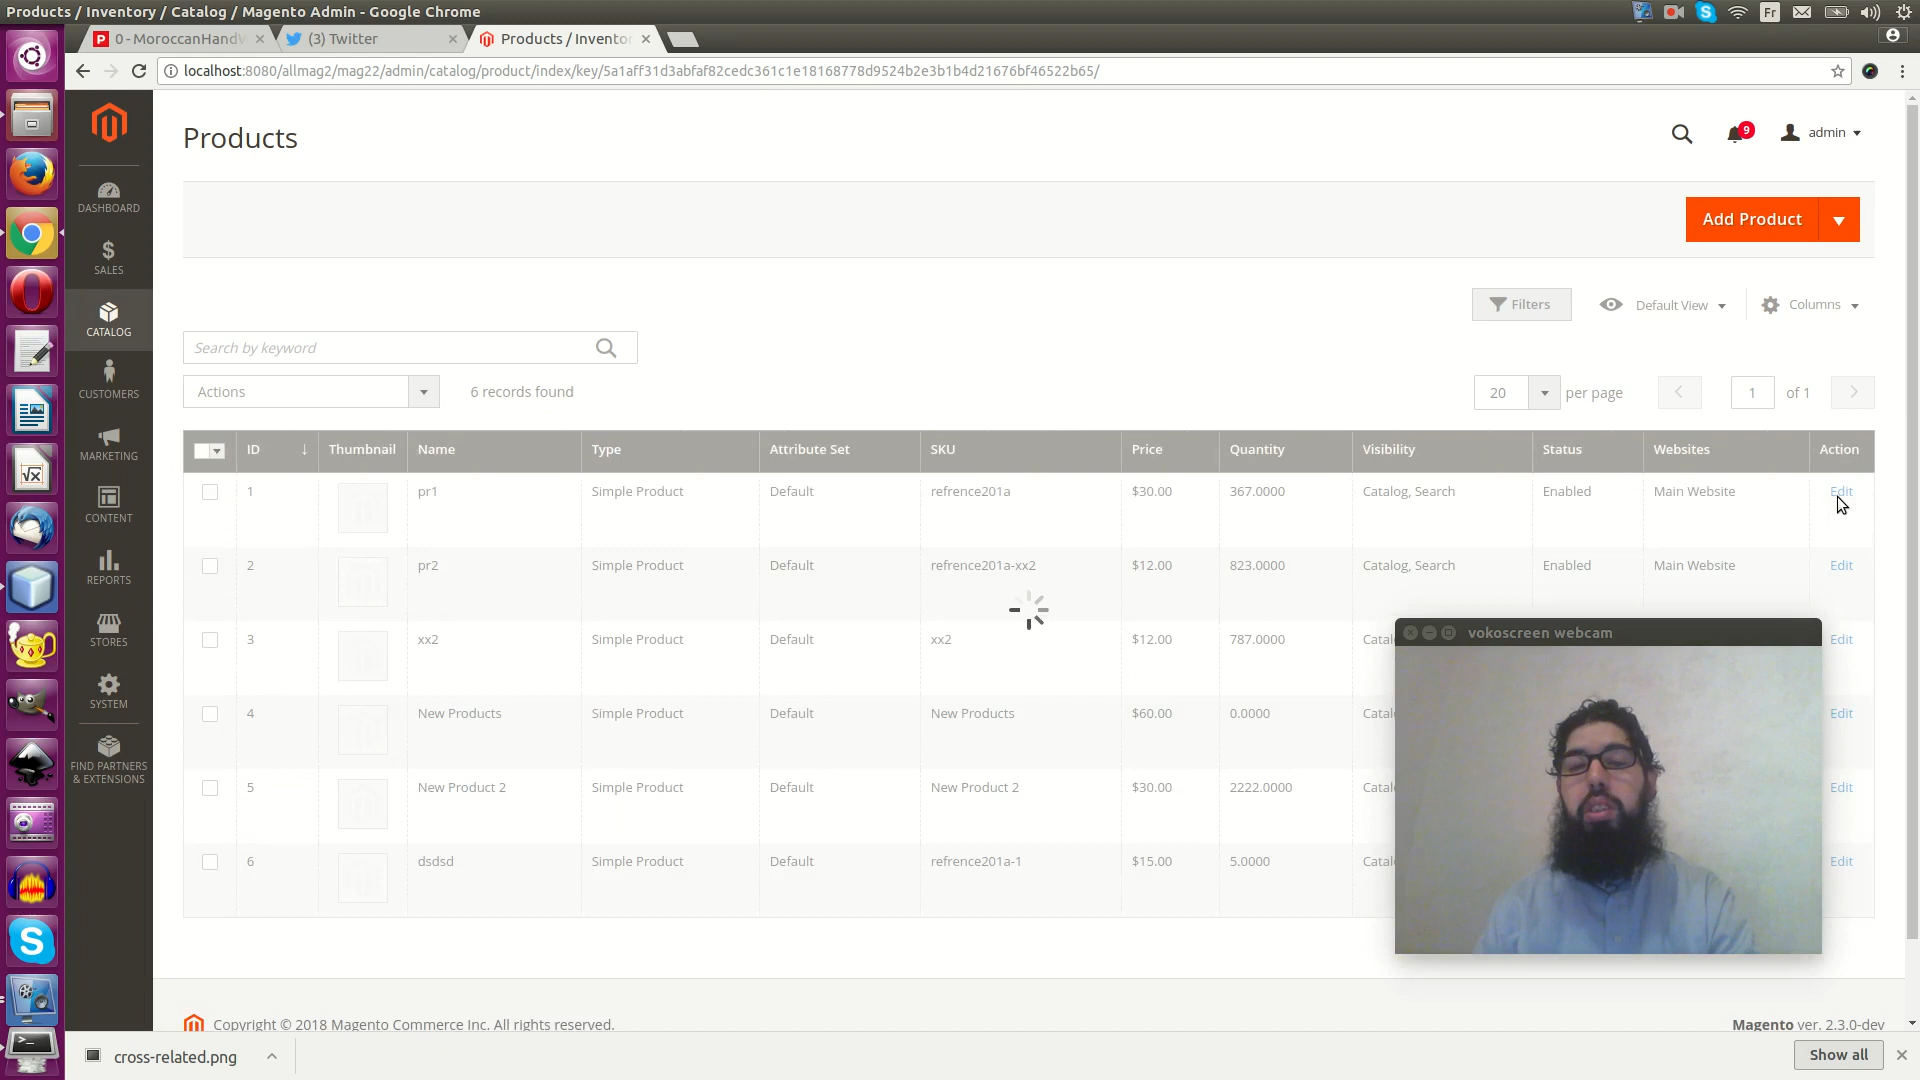 Products / Inventory / Catalog / Magento Admin - Google Chrome
Fr
0 - MoroccanHandW
(3) Twitter
Products / Invento
localhost:8080/allmag2/mag22/admin/catalog/product/index/key/5a1aff31d3abfaf82cedc361c1e18168778d9524b2e3b1b4d21676bf46522b65/
DASHBOARD
SALES
CATALOG
CUSTOMERS
MARKETING
CONTENT
REPORTS
STORES
SYSTEM
FIND PARTNERS
& EXTENSIONS
Products
9
admin
Add Product
Filters
Default View
Columns
Search by keyword
Actions
6 records found
20 per page
1 of 1
ID Thumbnail Name Type Attribute Set SKU Price Quantity Visibility Status Websites Action
1 pr1 Simple Product Default refrence201a $30.00 367.0000 Catalog, Search Enabled Main Website Edit
2 pr2 Simple Product Default refrence201a-xx2 $12.00 823.0000 Catalog, Search Enabled Main Website Edit
3 xx2 Simple Product Default xx2 $12.00 787.0000 Catal Edit
4 New Products Simple Product Default New Products $60.00 0.0000 Catal Edit
5 New Product 2 Simple Product Default New Product 2 $30.00 2222.0000 Catal Edit
6 dsdsd Simple Product Default refrence201a-1 $15.00 5.0000 Catal Edit
vokoscreen webcam
Copyright © 2018 Magento Commerce Inc. All rights reserved.
Magento ver. 2.3.0-dev
cross-related.png
Show all